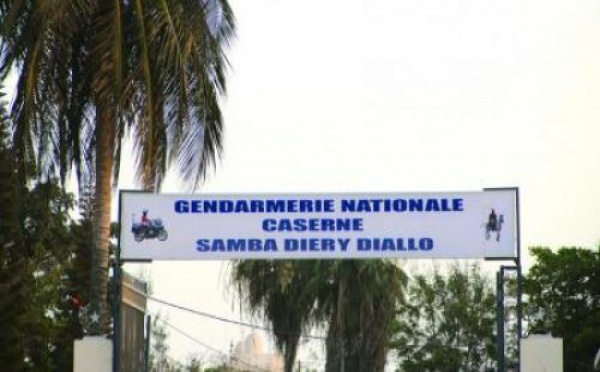 GENDARMERIE NATIONALE
CASERNE
SAMBA DIERY DIALLO